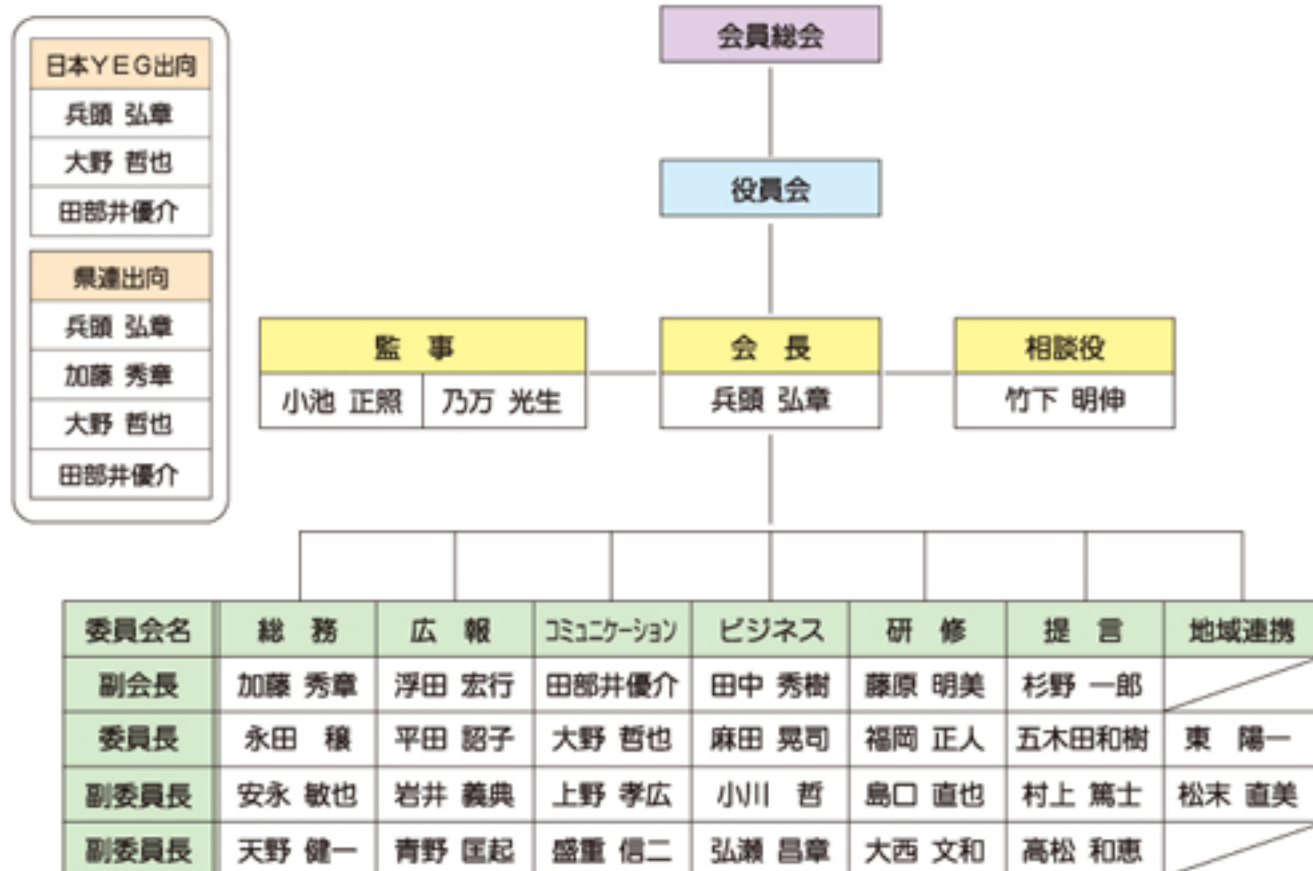 日本YEG出向
兵頭 弘章
大野 哲也
田部井優介
県連出向
兵頭 弘章
加藤 秀章
大野 哲也
田部井優介
会員総会
役員会
監 事
小池 正照 乃万 光生
会 長
兵頭 弘章
相談役
竹下 明伸
委員会名 総 務 広 報 コミュニケーション ビジネス 研 修 提 言 地域連携
副会長 加藤 秀章 浮田 宏行 田部井優介 田中 秀樹 藤原 明美 杉野 一郎
委員長 永田 穣 平田 詔子 大野 哲也 麻田 晃司 福岡 正人 五木田和樹 東 陽一
副委員長 安永 敏也 岩井 義典 上野 孝広 小川 哲 島口 直也 村上 篤士 松末 直美
副委員長 天野 健一 青野 匡起 盛重 信二 弘瀬 昌章 大西 文和 高松 和恵